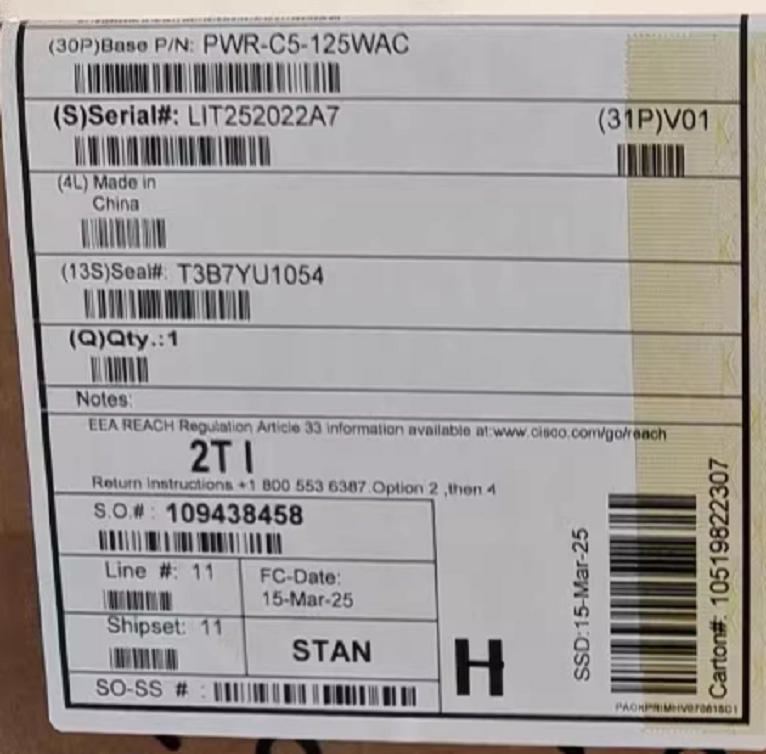 (30P)Base P/N: PWR-C5-125WAC
(S)Serial#: LIT252022A7
(31P)V01
(4L) Made in
China
(13S)Seal#: T3B7YU1054
(Q)Qty.:1
Notes:
EEA REACH Regulation Article 33 information available at:www.cisco.com/go/reach
2T I
Return Instructions +1 800 553 6387 Option 2 ,then 4
S.O.# : 109438458
Line #: 11
FC-Date:
15-Mar-25
Shipset: 11
STAN
SO-SS # :
H
SSD:15-Mar-25
Carton#: 10519822307